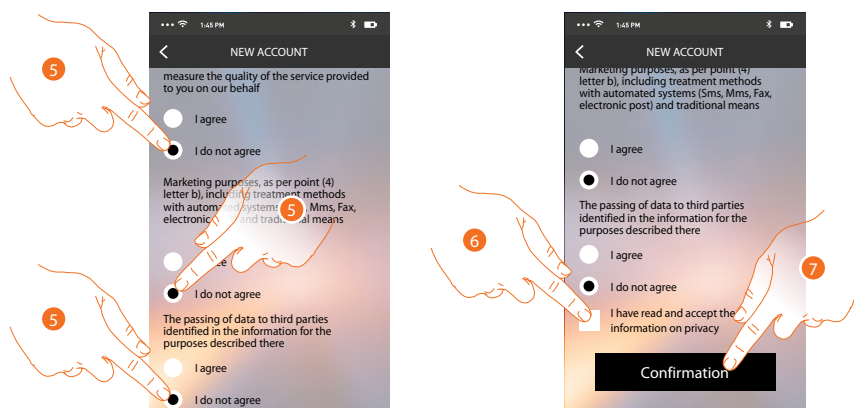 1:45 PM
NEW ACCOUNT
measure the quality of the service provided
to you on our behalf
5
I agree
I do not agree
Marketing purposes, as per point (4)
letter b), including treatment methods
with automated systems Mms, Fax,
electronic and traditional means
5
I do not agree
The passing of data to third parties
identified in the information for the
purposes described there
5
I agree
I do not agree
1:45 PM
NEW ACCOUNT
Marketing purposes, as per point (4)
letter b), including treatment methods
with automated systems (Sms, Mms, Fax,
electronic post) and traditional means
I agree
I do not agree
The passing of data to third parties
identified in the information for the
purposes described there
6
I agree
7
I do not agree
I have read and accept the
information on privacy
Confirmation